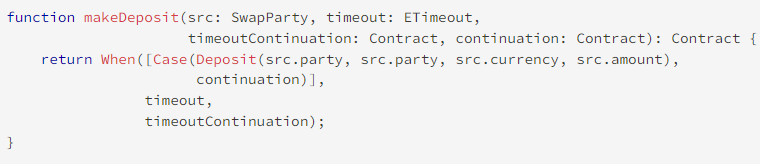 function makeDeposit(src: SwapParty, timeout: ETimeout,
                     timeoutContinuation: Contract, continuation: Contract): Contract {
    return When([Case(Deposit(src.party, src.party, src.currency, src.amount),
                      continuation)],
                timeout,
                timeoutContinuation);
}